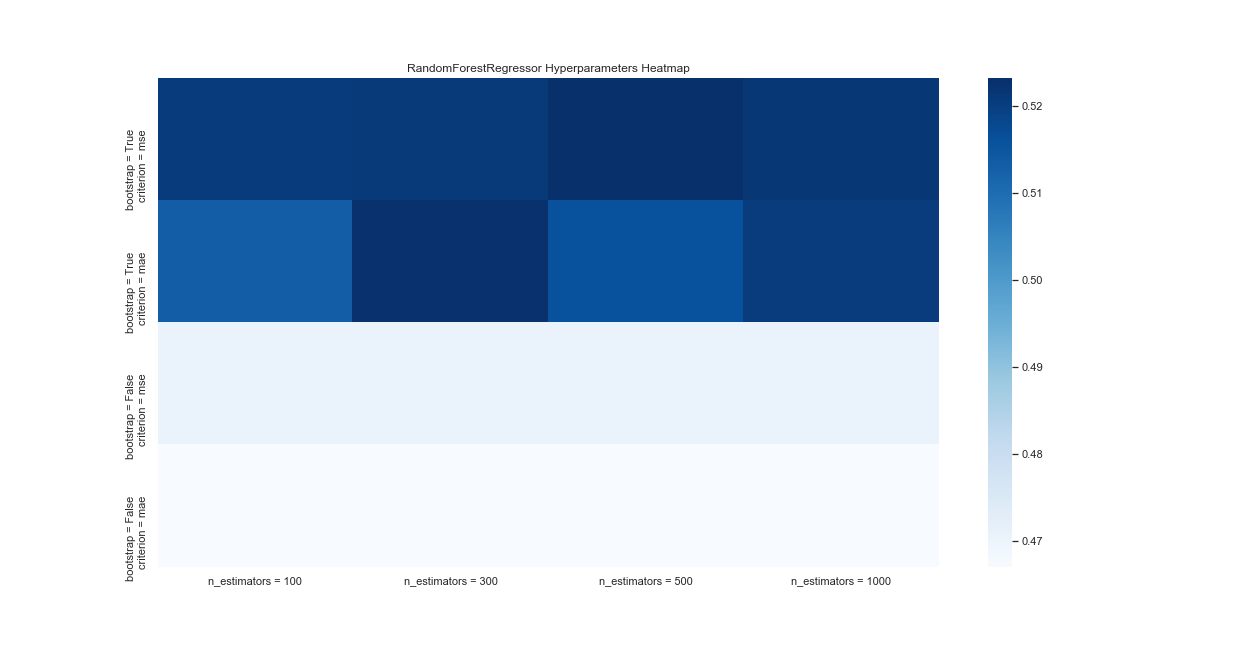 RandomForestRegressor Hyperparameters Heatmap
bootstrap = True
criterion = mse
bootstrap = True
criterion = mae
bootstrap = False
criterion = mse
bootstrap = False
criterion = mae
n_estimators = 100
n_estimators = 300
n_estimators = 500
n_estimators = 1000
0.52
0.51
0.50
0.49
0.48
0.47